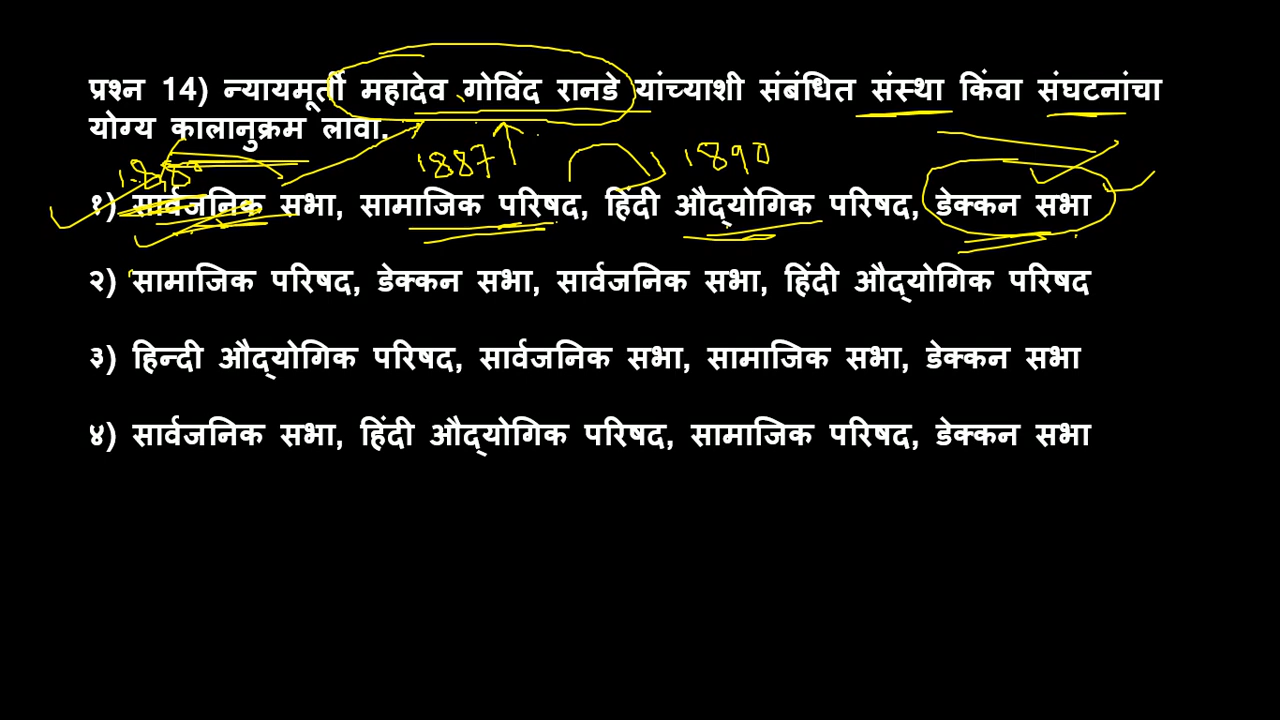 प्रश्न 14) न्यायमूर्ती महादेव गोविंद रानडे यांच्याशी संबंधित संस्था किंवा संघटनांचा
योग्य कालानुक्रम लावा.
1887 1890
१) सार्वजनिक सभा, सामाजिक परिषद, हिंदी औद्योगिक परिषद, डेक्कन सभा
२) सामाजिक परिषद, डेक्कन सभा, सार्वजनिक सभा, हिंदी औद्योगिक परिषद
३) हिन्दी औद्योगिक परिषद, सार्वजनिक सभा, सामाजिक सभा, डेक्कन सभा
४) सार्वजनिक सभा, हिंदी औद्योगिक परिषद, सामाजिक परिषद, डेक्कन सभा